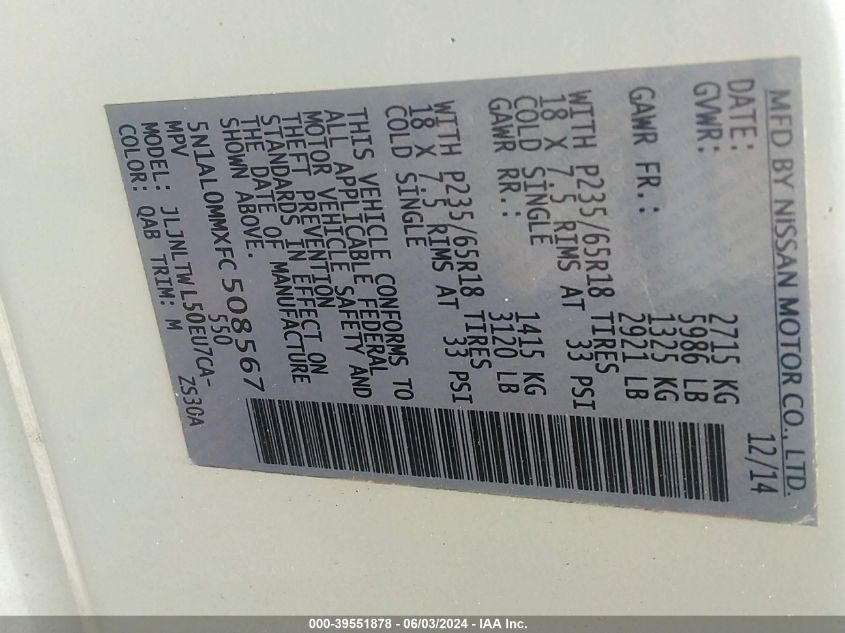 MFD BY NISSAN MOTOR CO., LTD.
DATE: 12/14
GVWR: 2715 KG
5986 LB
GAWR FR.: 1325 KG
2921 LB
WITH P235/65R18 TIRES
18 X 7.5 RIMS AT 33 PSI
COLD SINGLE
GAWR RR.: 1415 KG
3120 LB
WITH P235/65R18 TIRES
18 X 7.5 RIMS AT 33 PSI
COLD SINGLE
THIS VEHICLE CONFORMS TO
ALL APPLICABLE FEDERAL
MOTOR VEHICLE SAFETY AND
THEFT PREVENTION
STANDARDS IN EFFECT ON
THE DATE OF MANUFACTURE
SHOWN ABOVE.
5N1AL0MMXFC508567
MPV 550
MODEL: JLJNLTWL50EU7CA-
COLOR: QAB TRIM: M ZS30A
000-39551878 - 06/03/2024 - IAA Inc.